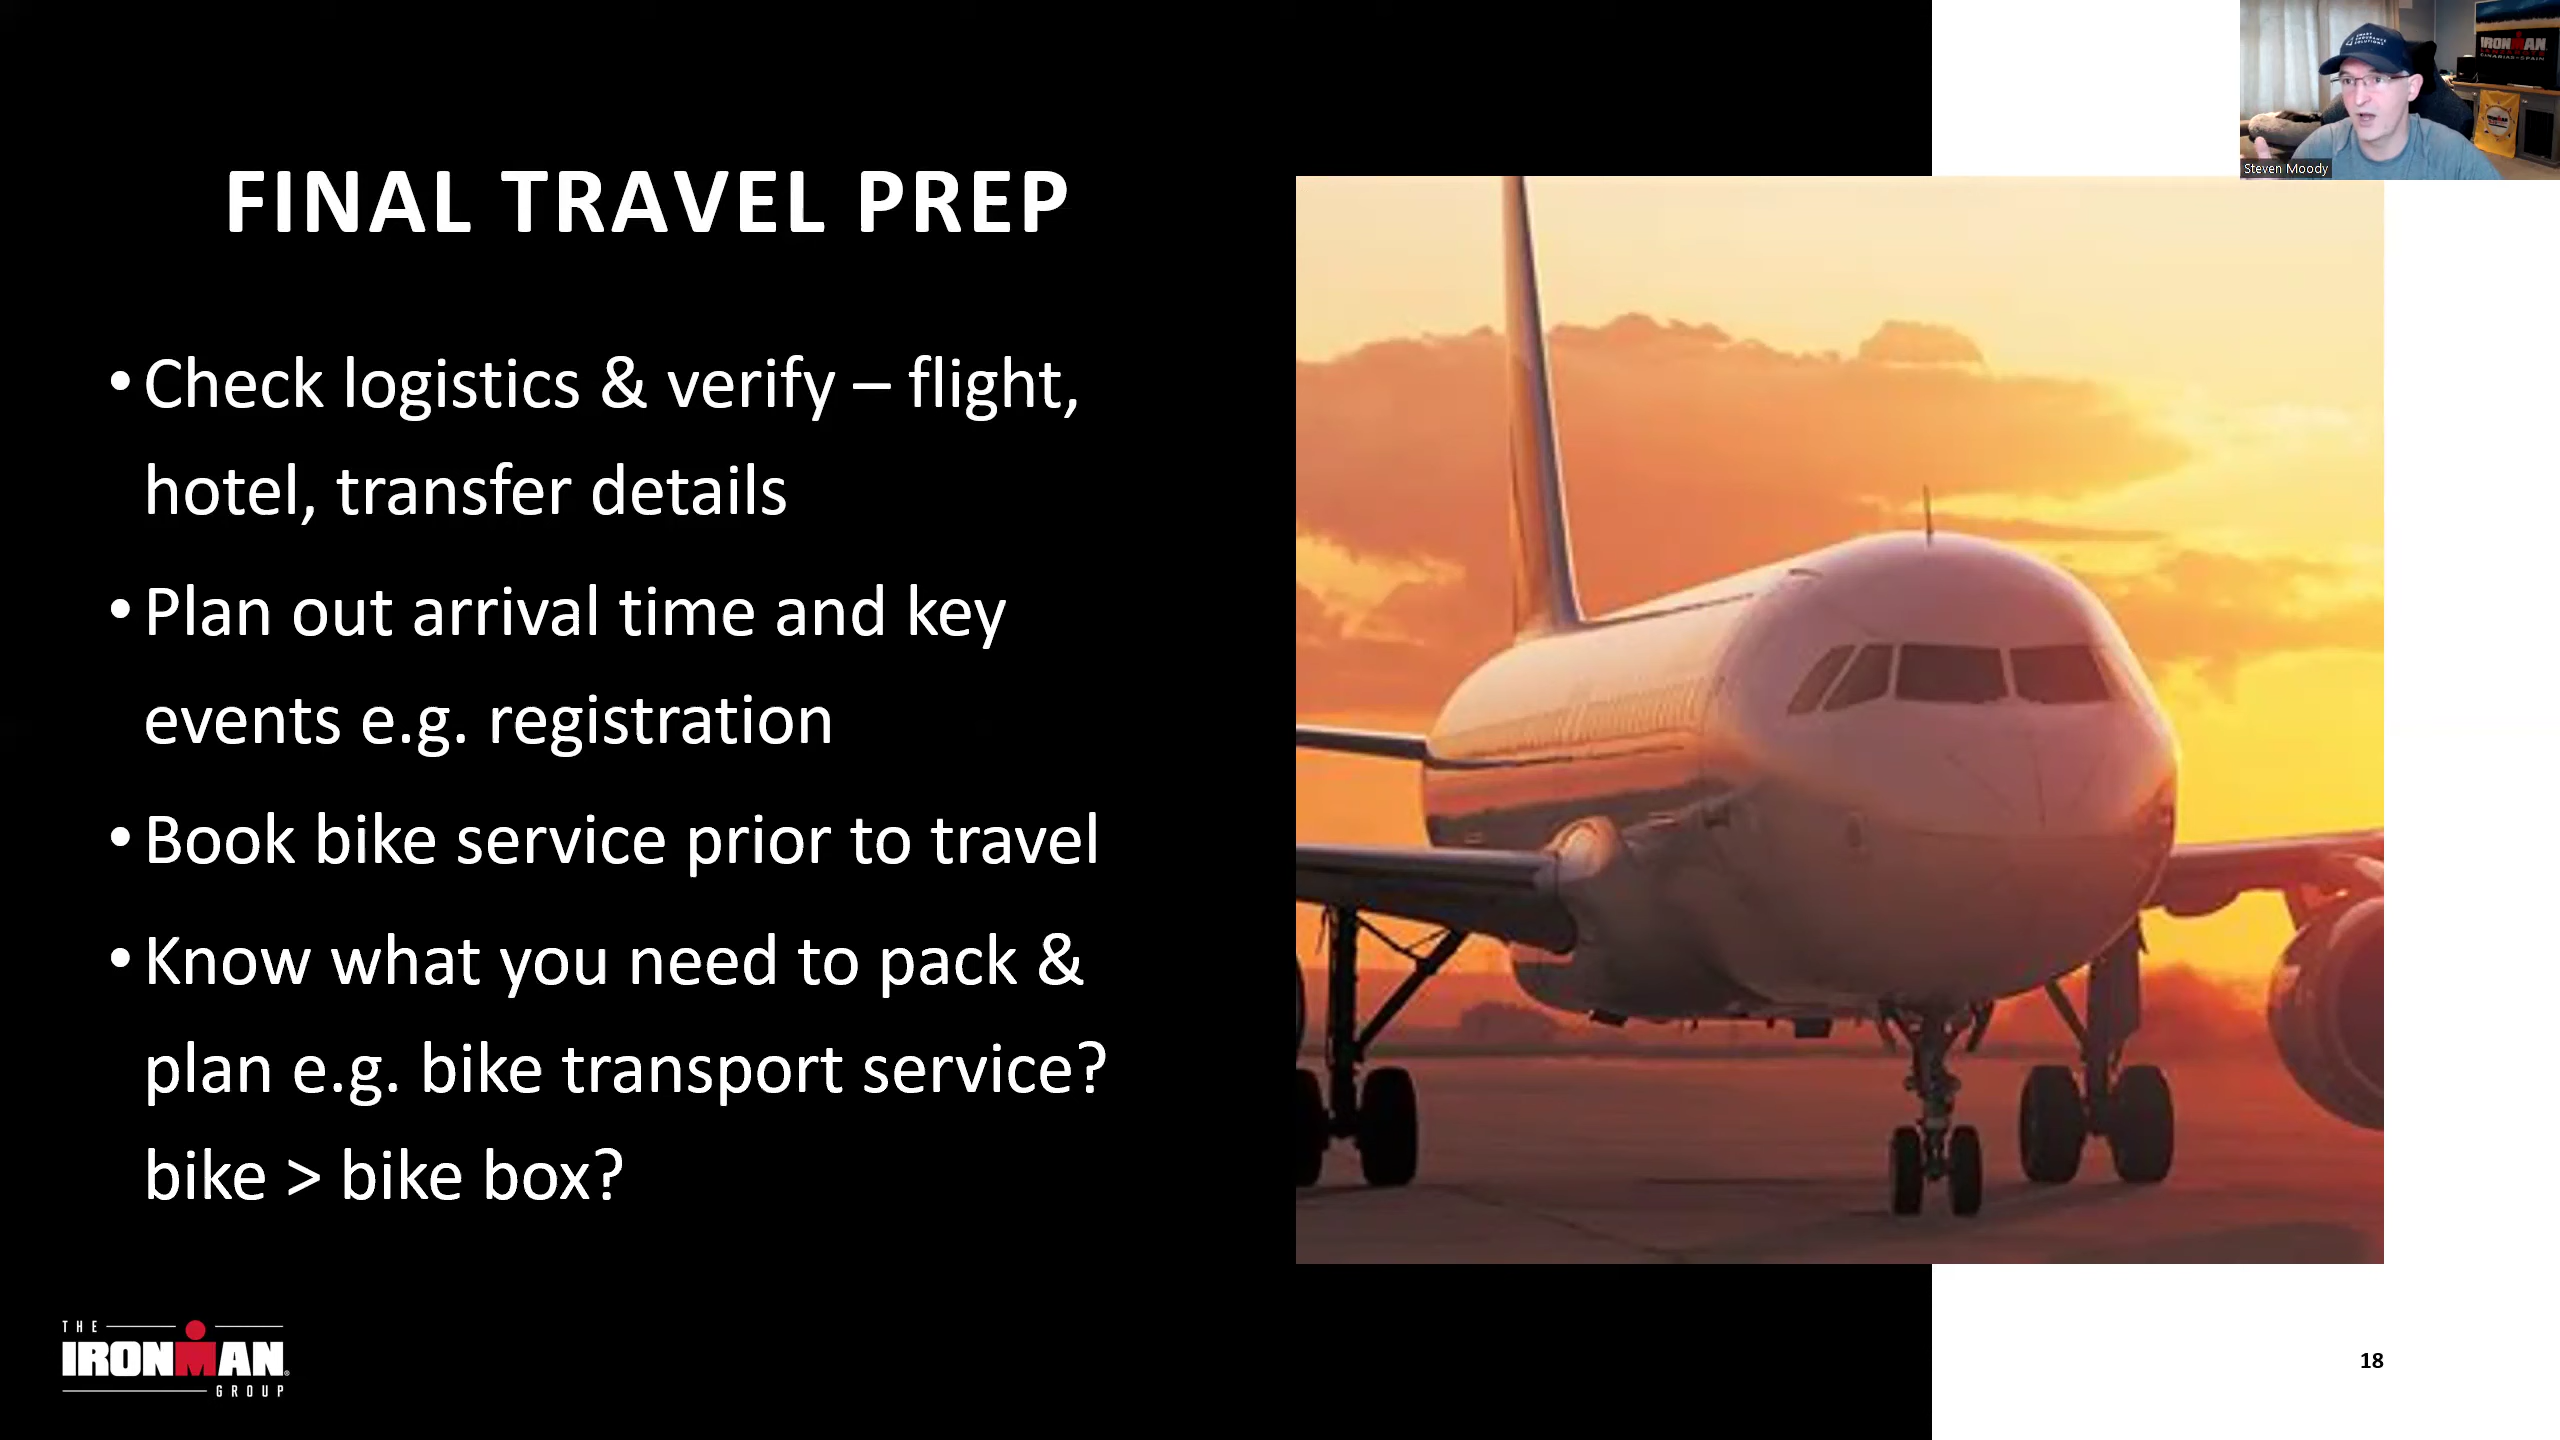 FINAL TRAVEL PREP
• Check logistics & verify – flight,
hotel, transfer details
• Plan out arrival time and key
events e.g. registration
• Book bike service prior to travel
• Know what you need to pack &
plan e.g. bike transport service?
bike > bike box?
THE
IRONMAN
GROUP
18
Steven Moody
IRONMAN